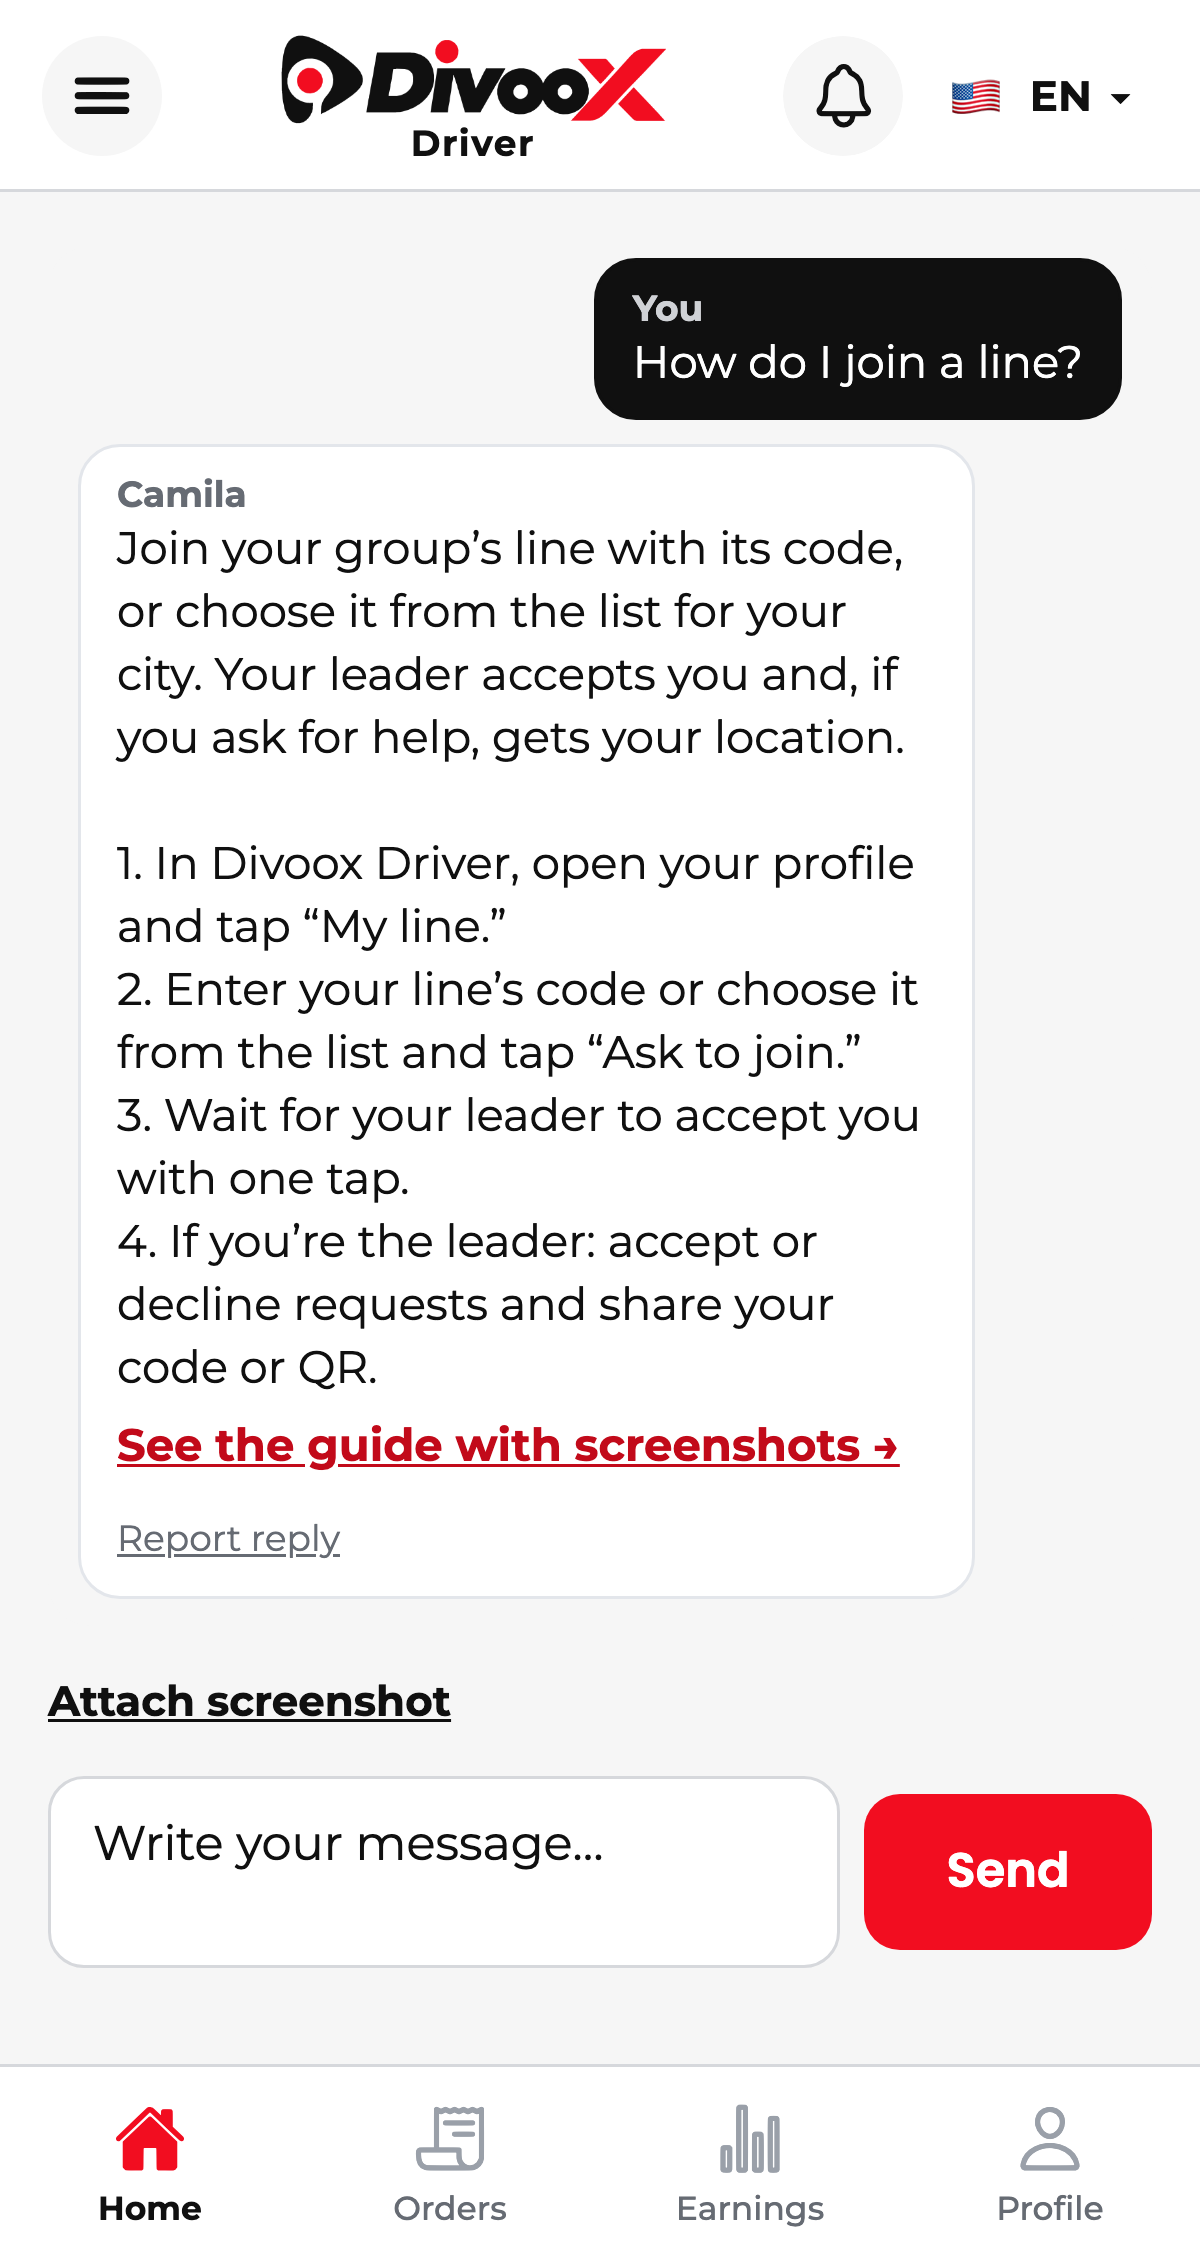 DivooX
Driver
EN
You
How do I join a line?
Camila
Join your group’s line with its code,
or choose it from the list for your
city. Your leader accepts you and, if
you ask for help, gets your location.
1. In Divoox Driver, open your profile
and tap “My line.”
2. Enter your line’s code or choose it
from the list and tap “Ask to join.”
3. Wait for your leader to accept you
with one tap.
4. If you’re the leader: accept or
decline requests and share your
code or QR.
See the guide with screenshots →
Report reply
Attach screenshot
Write your message...
Send
Home
Orders
Earnings
Profile